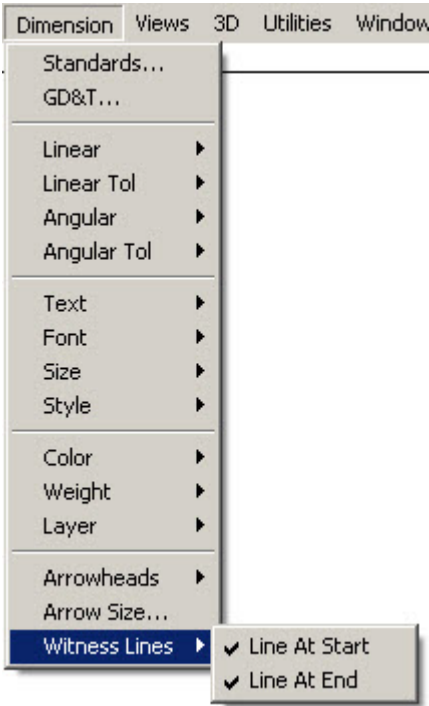 Dimension Views 3D Utilities Window
Standards...
GD&T...
Linear
Linear Tol
Angular
Angular Tol
Text
Font
Size
Style
Color
Weight
Layer
Arrowheads
Arrow Size...
Witness Lines
Line At Start
Line At End